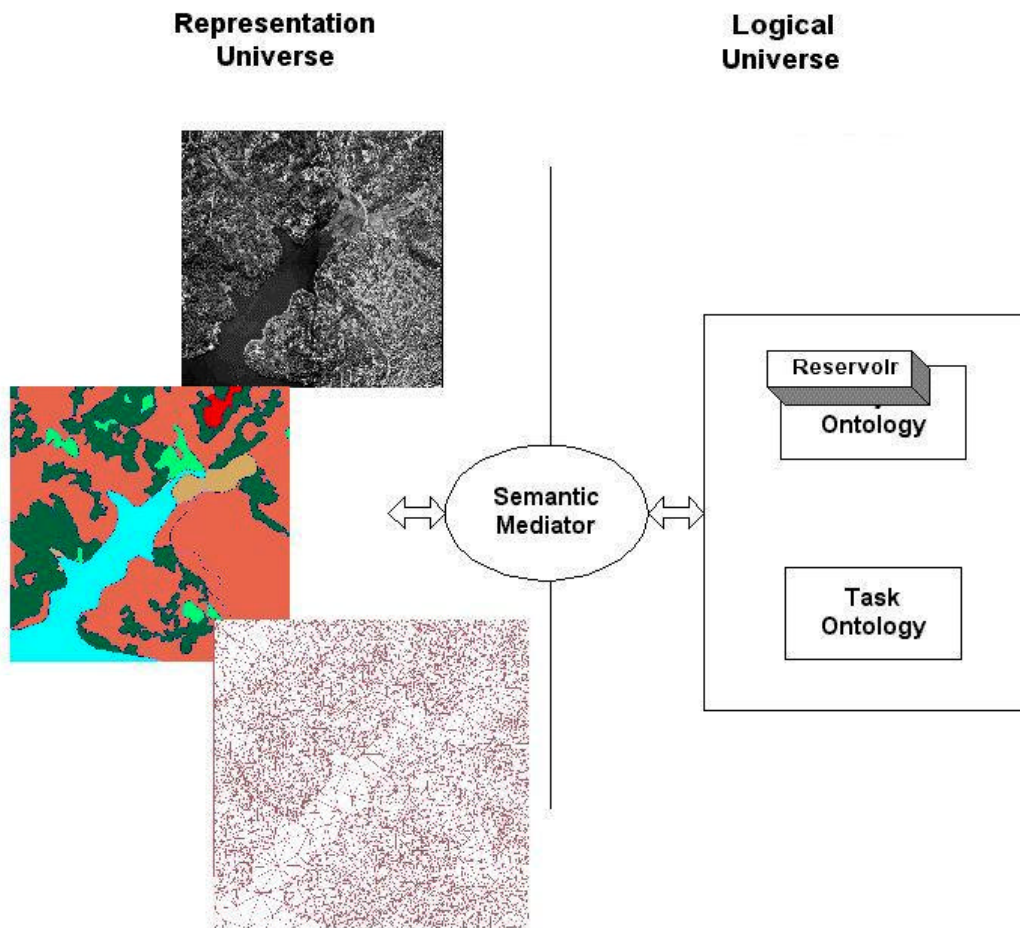 Representation
Universe
Logical
Universe
Reservoir
Ontology
Semantic
Mediator
Task
Ontology